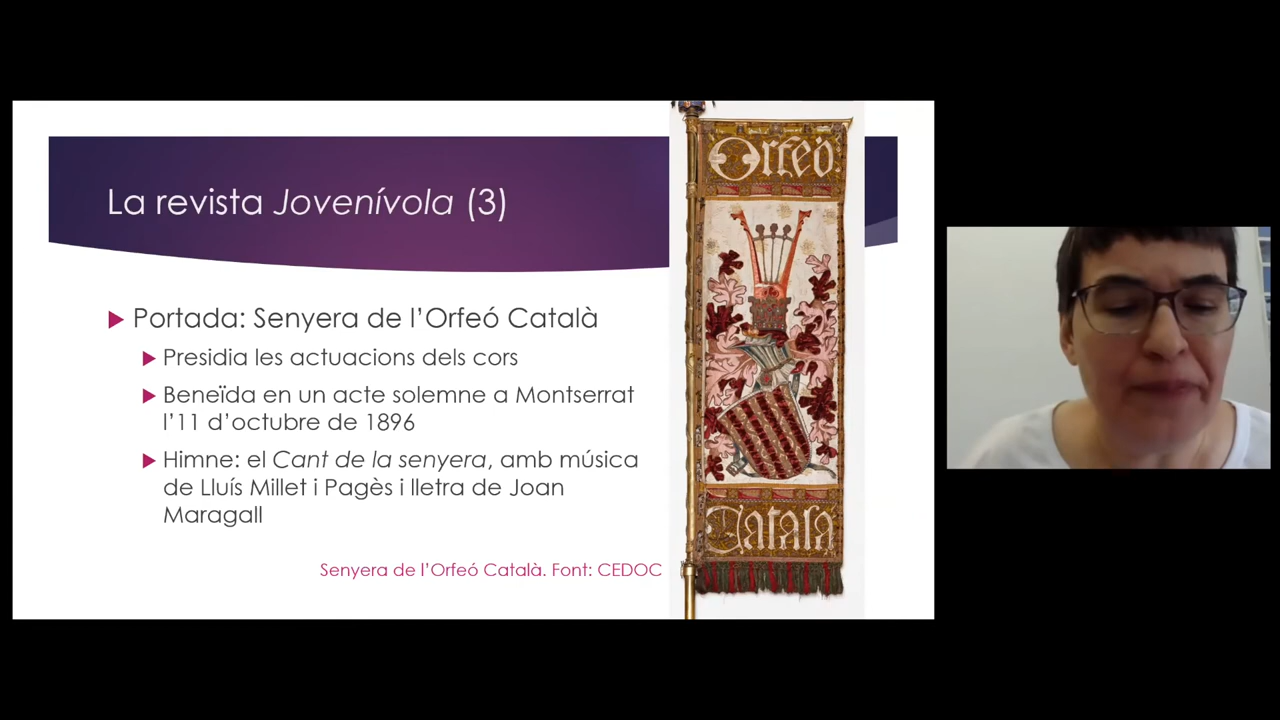 La revista Jovenívola (3)
Portada: Senyera de l’Orfeó Català
Presidia les actuacions dels cors
Beneïda en un acte solemne a Montserrat
l’11 d’octubre de 1896
Himne: el Cant de la senyera, amb música
de Lluís Millet i Pagès i lletra de Joan
Maragall
Senyera de l’Orfeó Català. Font: CEDOC
Orfeó
Català